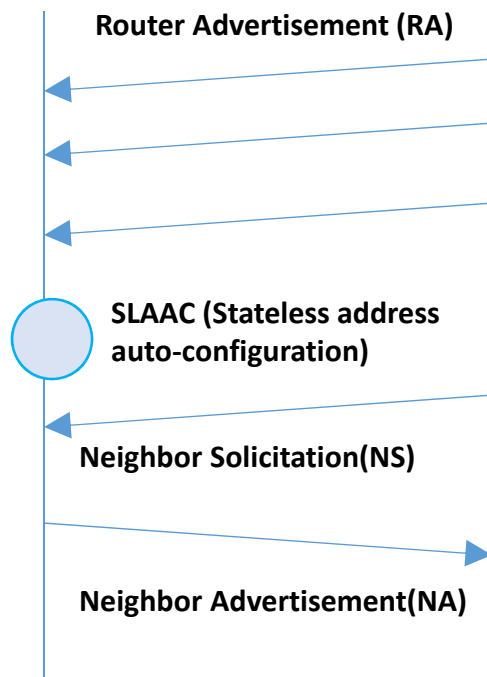 Router Advertisement (RA)
SLAAC (Stateless address
auto-configuration)
Neighbor Solicitation(NS)
Neighbor Advertisement(NA)